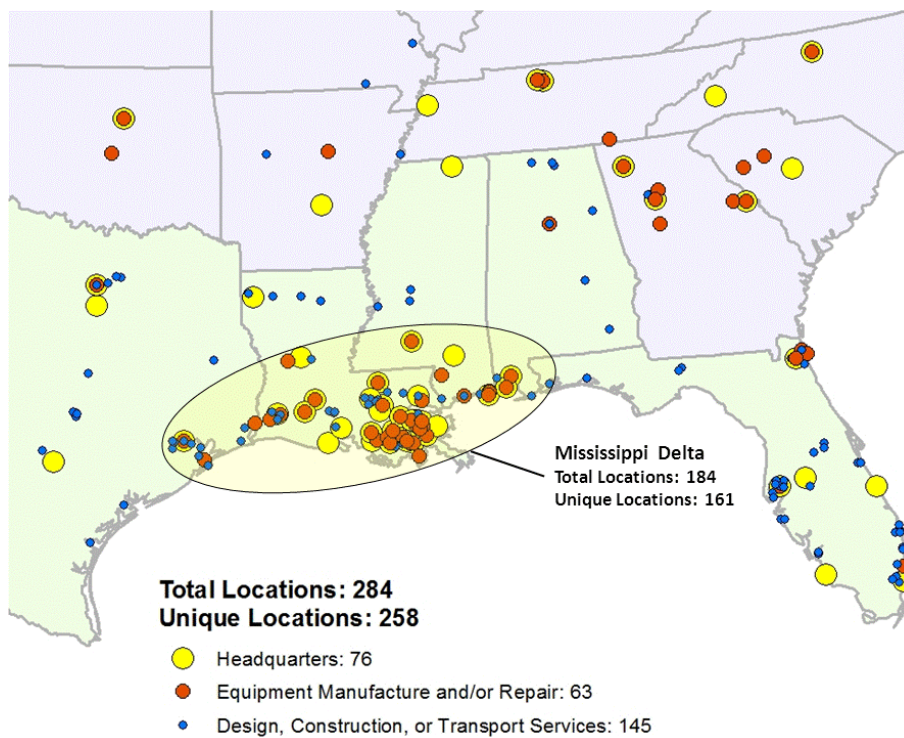 Mississippi Delta
Total Locations: 184
Unique Locations: 161
Total Locations: 284
Unique Locations: 258
Headquarters: 76
Equipment Manufacture and/or Repair: 63
Design, Construction, or Transport Services: 145